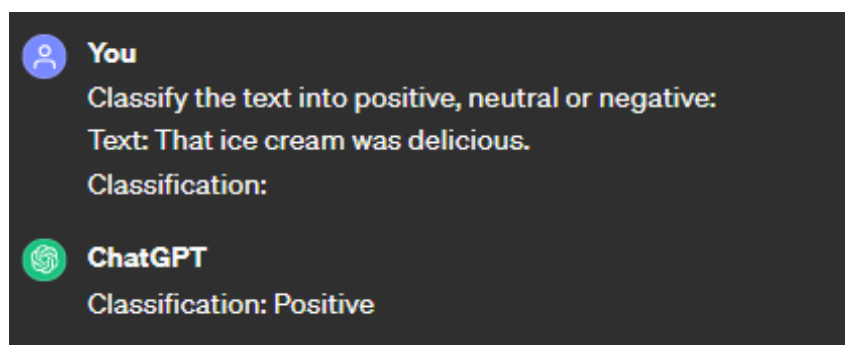 You
Classify the text into positive, neutral or negative:
Text: That ice cream was delicious.
Classification:
ChatGPT
Classification: Positive